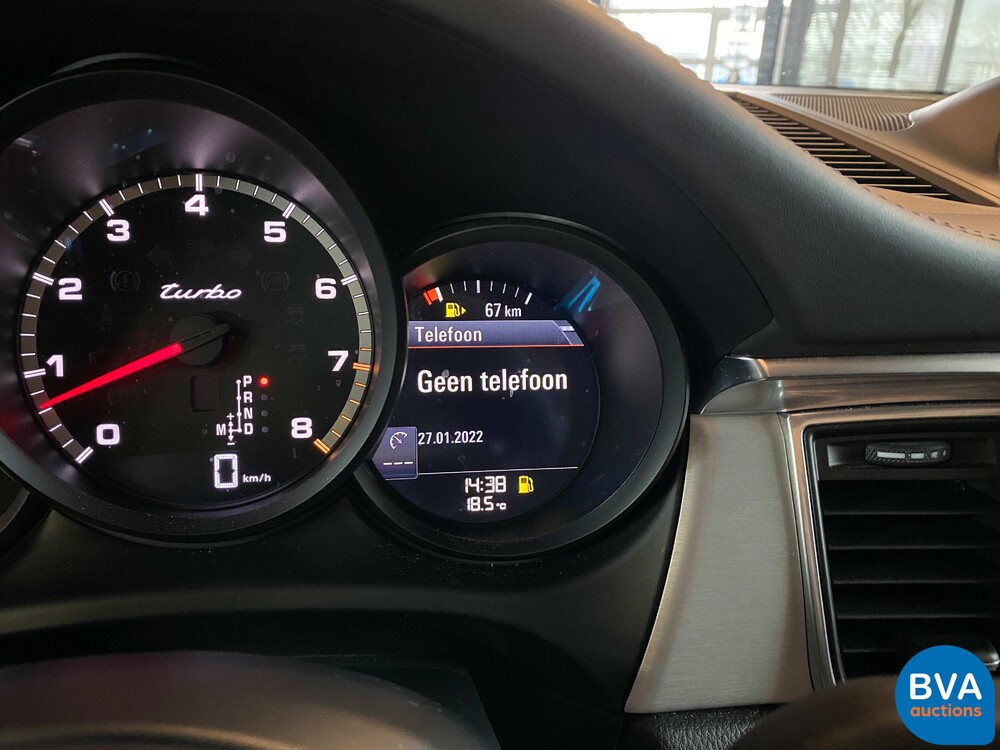 0
1
2
3
4
5
6
7
8
turbo
P
R
N
M D
+
-
0 km/h
67 km
Telefoon
Geen telefoon
27.01.2022
---
14:38
18.5°C
BVA
auctions